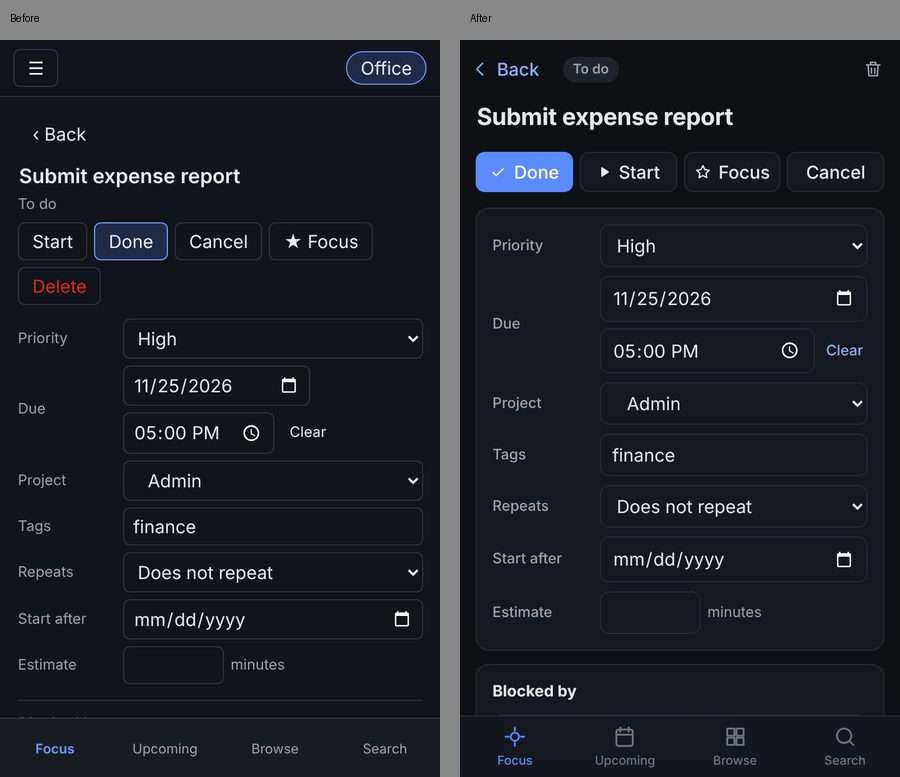 Before
☰ Office
‹ Back
Submit expense report
To do
Start Done Cancel ★ Focus
Delete
Priority High
Due 11/25/2026
05:00 PM Clear
Project Admin
Tags finance
Repeats Does not repeat
Start after mm/dd/yyyy
Estimate minutes
Focus Upcoming Browse Search
After
Back To do
Submit expense report
Done Start Focus Cancel
Priority High
Due 11/25/2026
05:00 PM Clear
Project Admin
Tags finance
Repeats Does not repeat
Start after mm/dd/yyyy
Estimate minutes
Blocked by
Focus Upcoming Browse Search